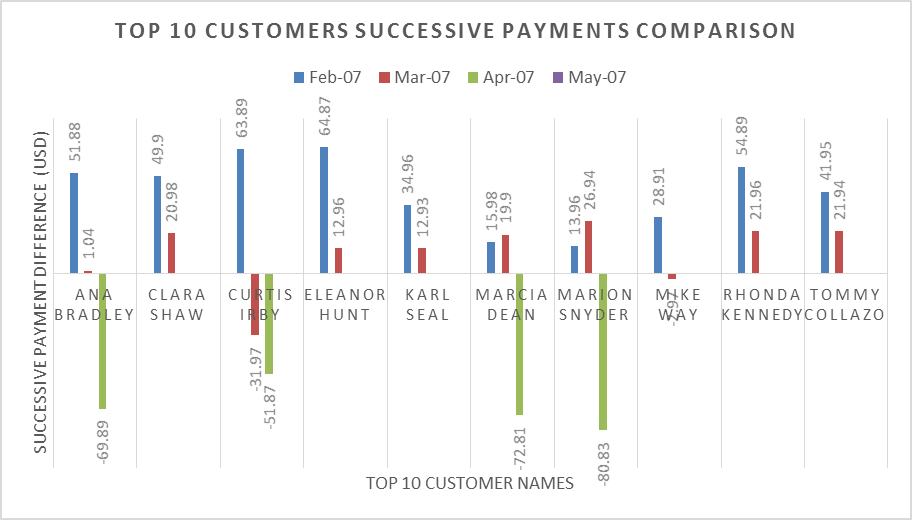 TOP 10 CUSTOMERS SUCCESSIVE PAYMENTS COMPARISON
Feb-07 Mar-07 Apr-07 May-07
SUCCESSIVE PAYMENT DIFFERENCE (USD)
51.88
1.04
-69.89
49.9
20.98
63.89
-31.97
-51.87
64.87
12.96
34.96
12.93
15.98
19.9
-72.81
13.96
26.94
-80.83
28.91
54.89
21.96
41.95
21.94
ANA
BRADLEY
CLARA
SHAW
CURTIS
IRBY
ELEANOR
HUNT
KARL
SEAL
MARCIA
DEAN
MARION
SNYDER
MIKE
WAY
RHONDA
KENNEDY
TOMMY
COLLAZO
TOP 10 CUSTOMER NAMES